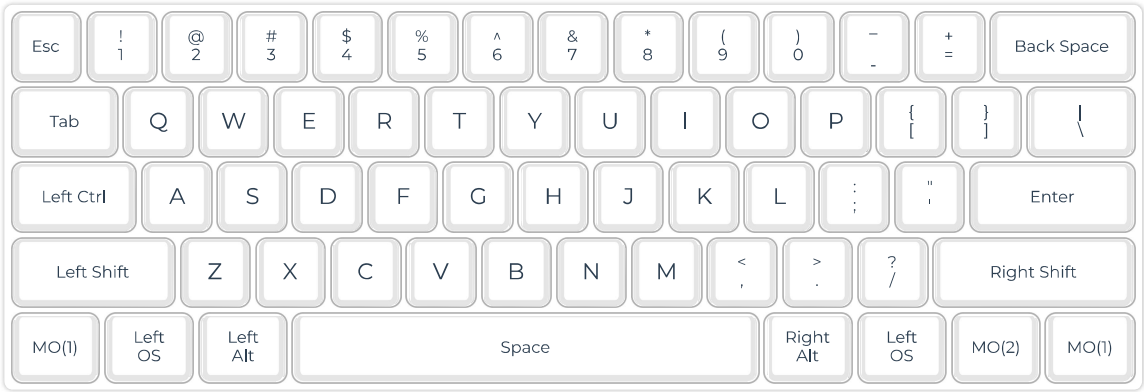 Esc ! @ # $ % ^ & * ( ) _ + Back Space
1 2 3 4 5 6 7 8 9 0 - =
Tab Q W E R T Y U I O P { } |
[ ] \
Left Ctrl A S D F G H J K L : " Enter
; '
Left Shift Z X C V B N M < > ? Right Shift
, . /
MO(1) Left Left Space Right Left MO(2) MO(1)
OS Alt Alt OS